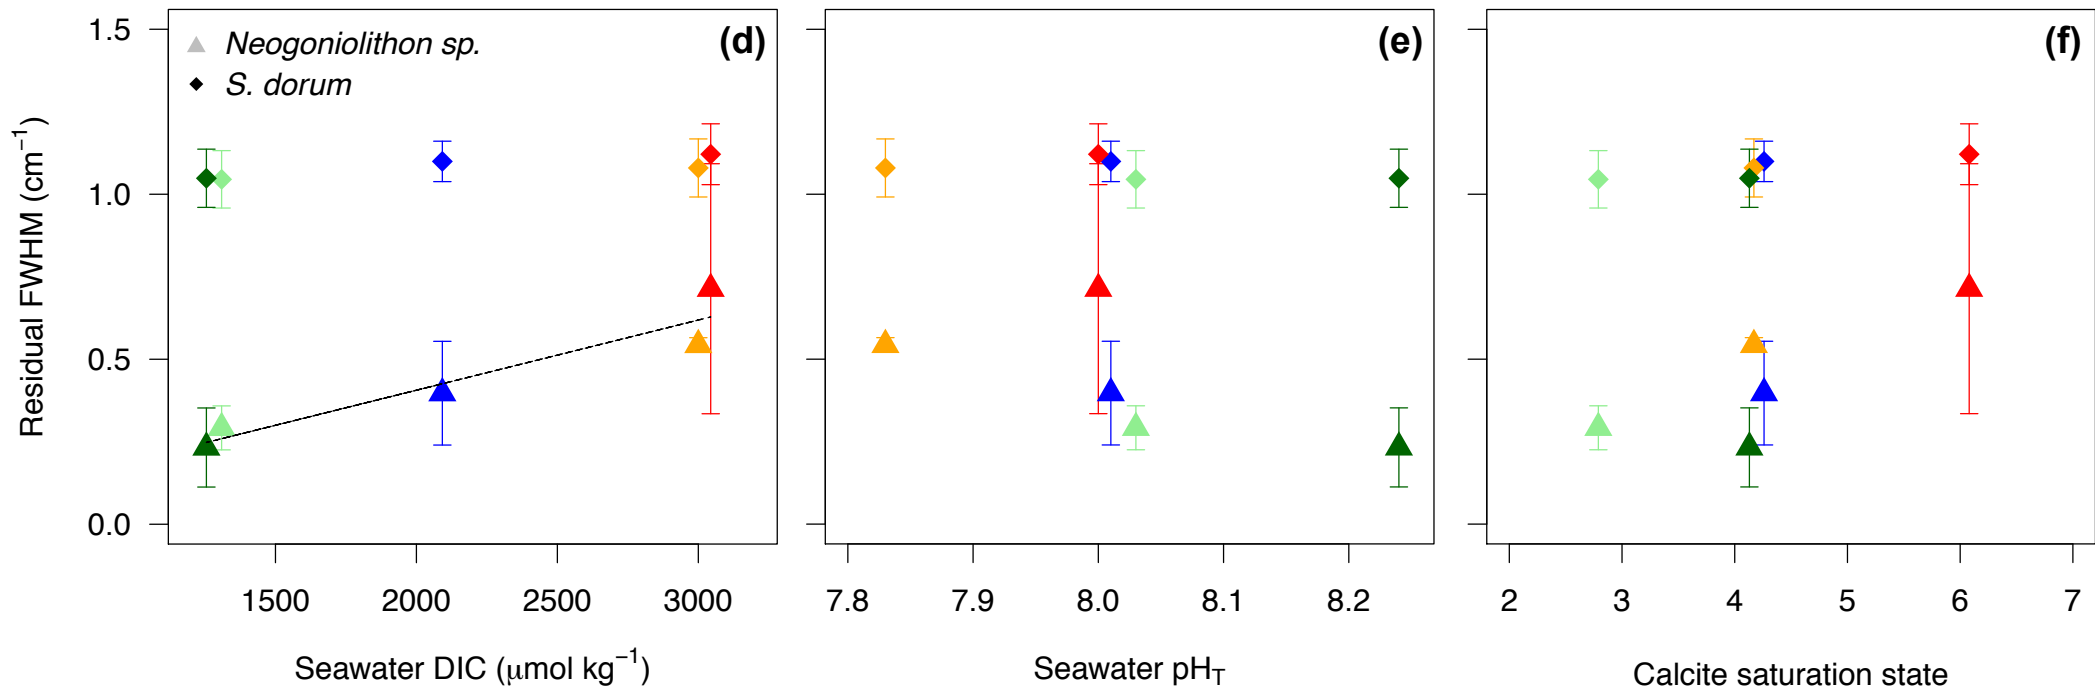 Residual FWHM (cm⁻¹)
1.5
1.0
0.5
0.0
Neogoniolithon sp.
S. dorum
(d)
1500 2000 2500 3000
Seawater DIC (μmol kg⁻¹)
(e)
7.8 7.9 8.0 8.1 8.2
Seawater pH_T
(f)
2 3 4 5 6 7
Calcite saturation state